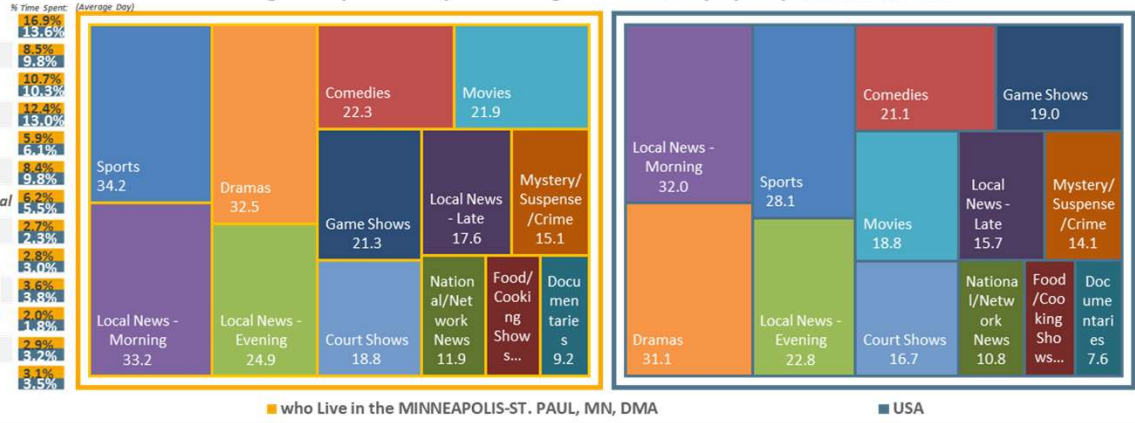 % Time Spent: (Average Day)
16.9%
13.6%
8.5%
9.8%
10.7%
10.3%
12.4%
13.0%
5.9%
6.1%
8.4%
9.8%
al
6.2%
5.5%
2.7%
2.3%
2.8%
3.0%
3.6%
3.8%
2.0%
1.8%
2.9%
3.2%
3.1%
3.5%
Sports
34.2
Local News -
Morning
33.2
Dramas
32.5
Local News -
Evening
24.9
Comedies
22.3
Movies
21.9
Game Shows
21.3
Local News
- Late
17.6
Mystery/
Suspense
/Crime
15.1
Court Shows
18.8
Nation
al/Net
work
News
11.9
Food/
Cooki
ng
Show
s...
Docu
men
tarie
s
9.2
Local News -
Morning
32.0
Dramas
31.1
Sports
28.1
Local News -
Evening
22.8
Comedies
21.1
Game Shows
19.0
Movies
18.8
Local
News -
Late
15.7
Mystery/
Suspense
/Crime
14.1
Court Shows
16.7
Nationa
l/Netw
ork
News
10.8
Food
/Coo
king
Sho
ws...
Doc
ume
ntari
es
7.6
who Live in the MINNEAPOLIS-ST. PAUL, MN, DMA
USA